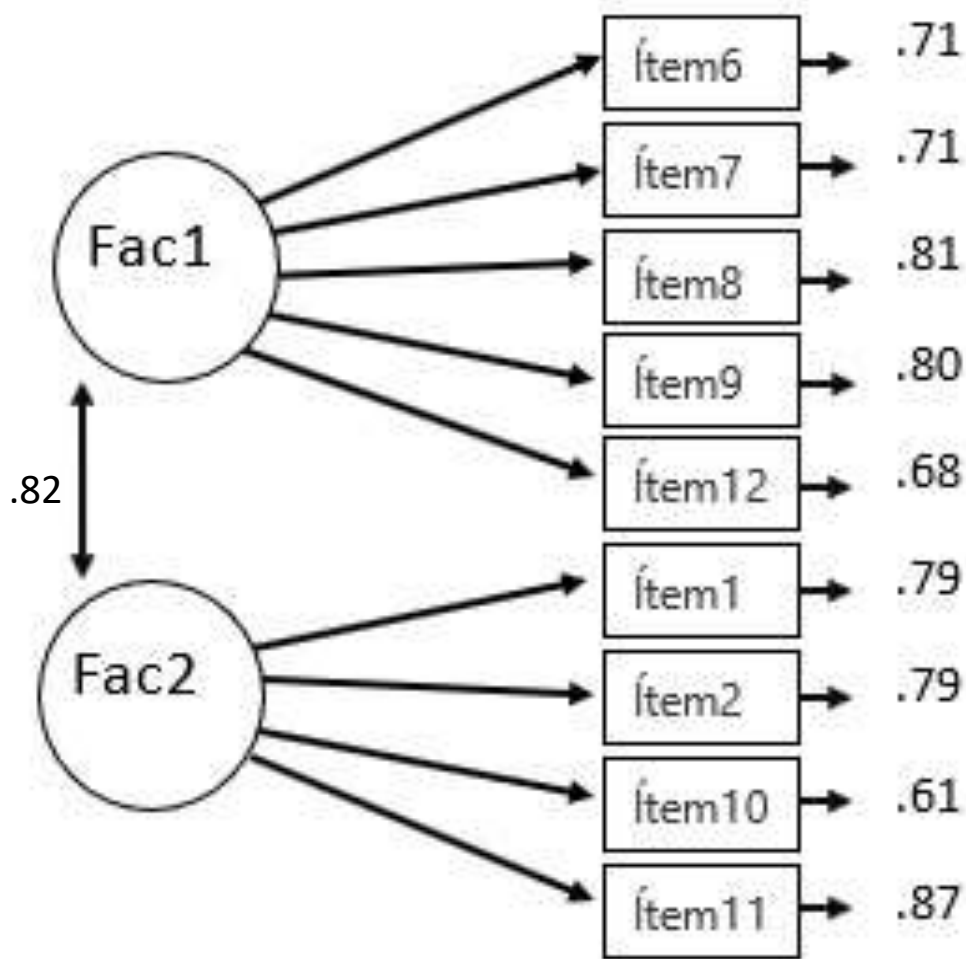 Ítem6
.71
Ítem7
.71
Fac1
Ítem8
.81
Ítem9
.80
Ítem12
.68
.82
Ítem1
.79
Fac2
Ítem2
.79
Ítem10
.61
Ítem11
.87